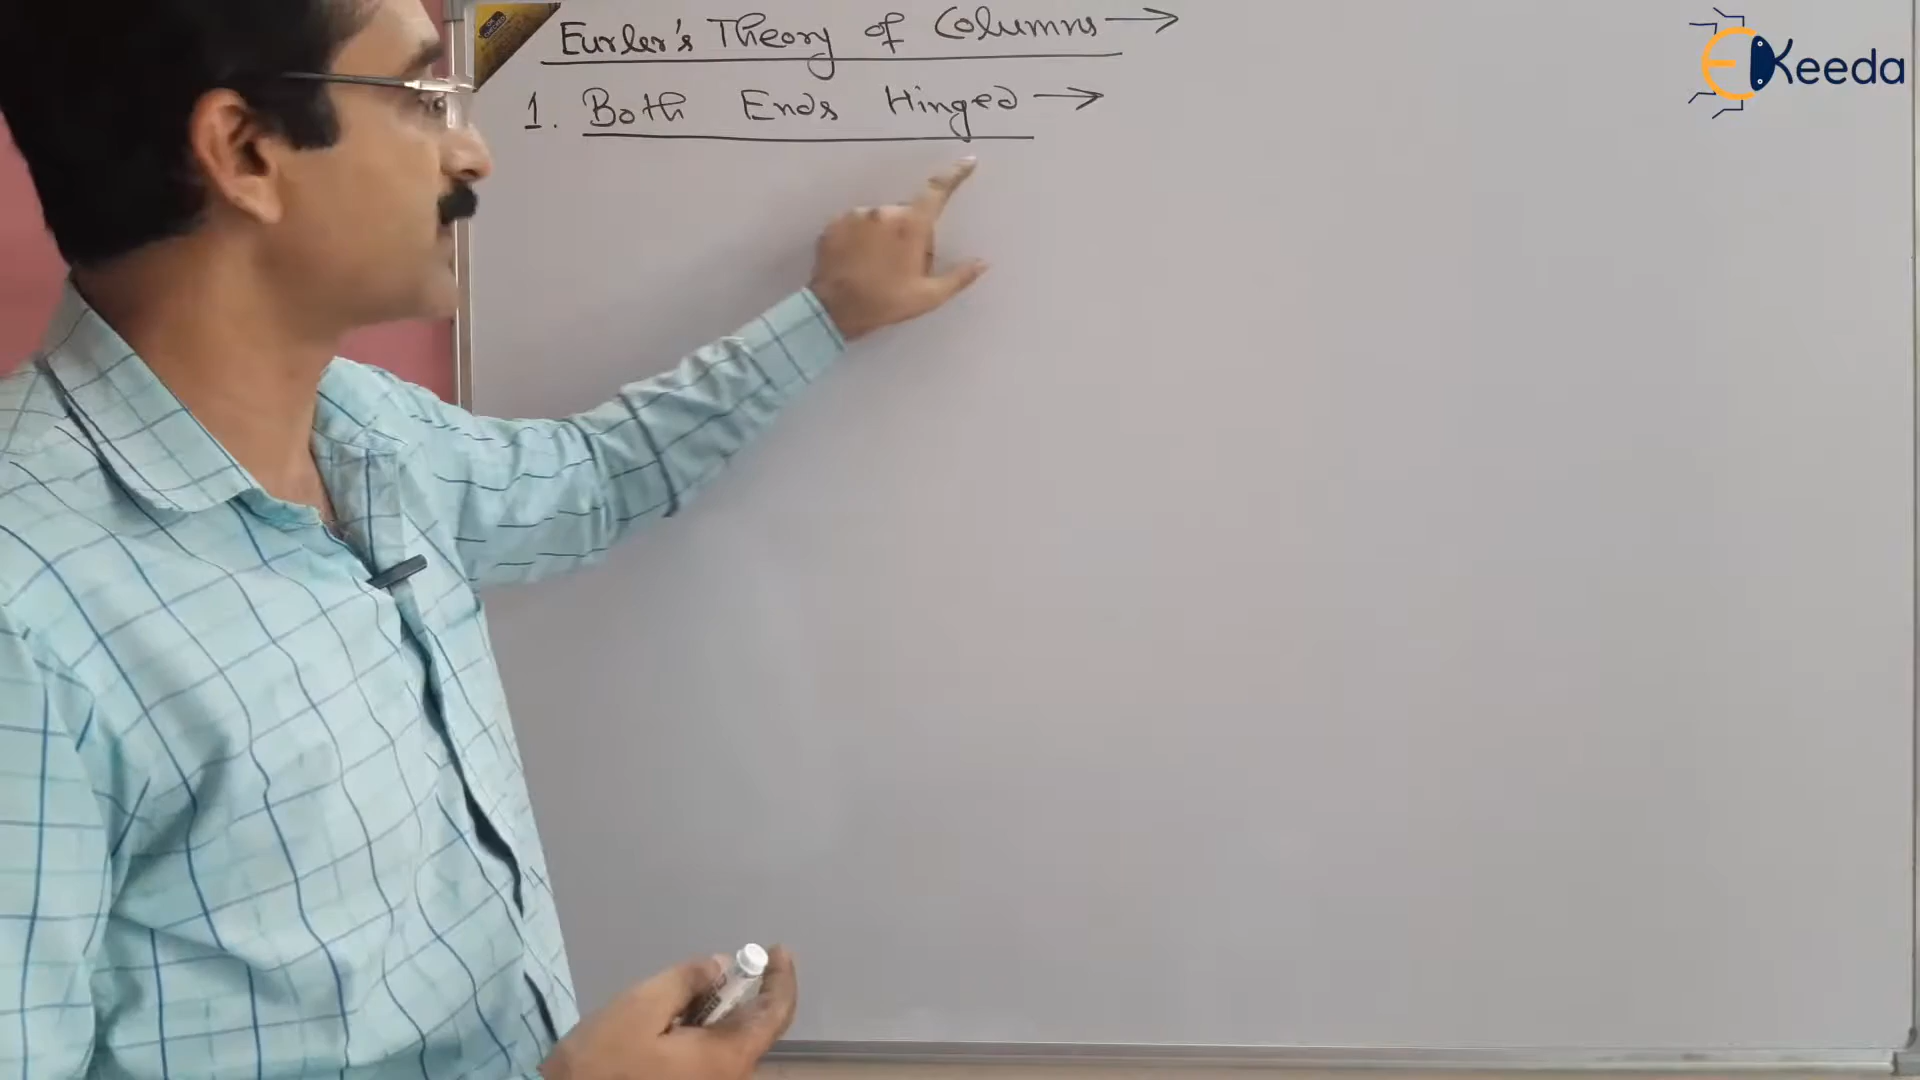 Eurler's Theory of Columns →
1. Both Ends Hinged →
EKeeda